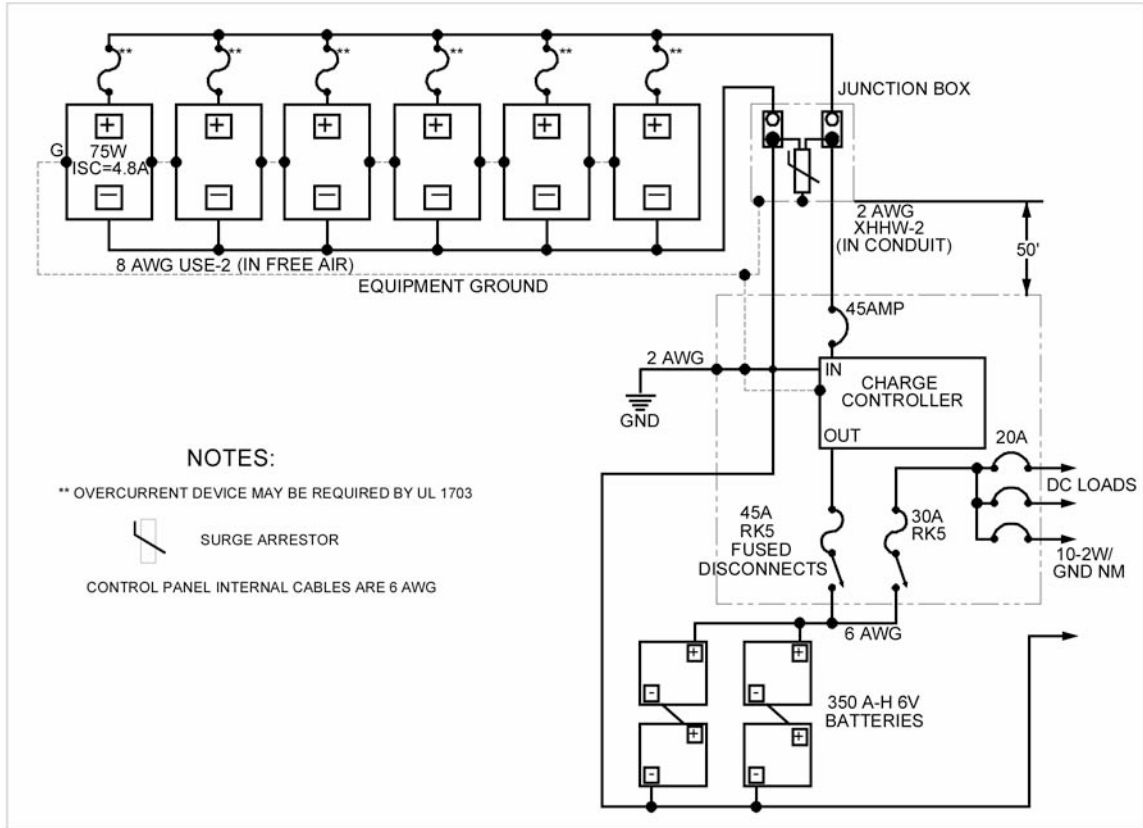 **
**
**
**
**
JUNCTION BOX
+
+
+
+
+
+
G
75W
ISC=4.8A
—
—
—
—
—
—
2 AWG
XHHW-2
(IN CONDUIT)
50'
8 AWG USE-2 (IN FREE AIR)
EQUIPMENT GROUND
45AMP
2 AWG
IN
CHARGE
CONTROLLER
GND
OUT
20A
NOTES:
DC LOADS
** OVERCURRENT DEVICE MAY BE REQUIRED BY UL 1703
45A
RK5
FUSED
DISCONNECTS
30A
RK5
SURGE ARRESTOR
10-2W/
GND NM
CONTROL PANEL INTERNAL CABLES ARE 6 AWG
6 AWG
+
+
-
-
350 A-H 6V
BATTERIES
+
+
-
-